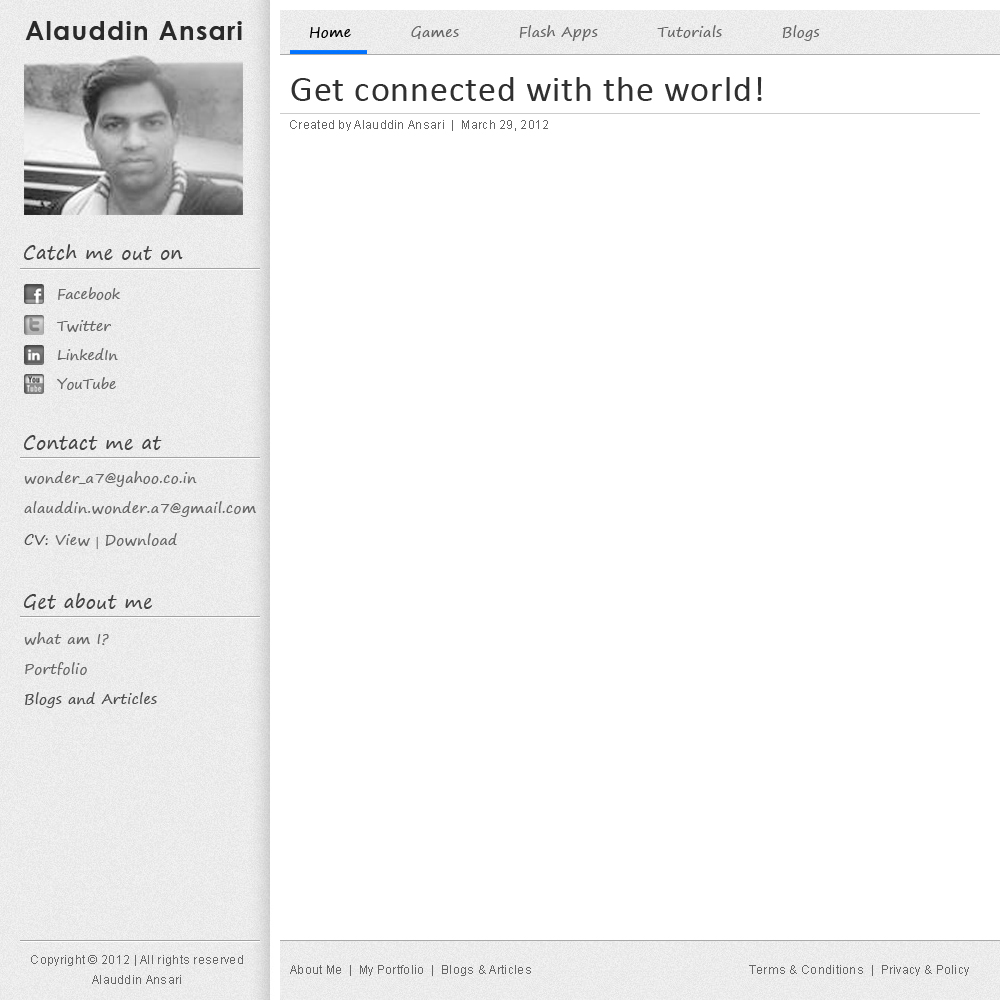 Alauddin Ansari
Catch me out on
Facebook
Twitter
LinkedIn
You Tube
YouTube
Contact me at
wonder_a7@yahoo.co.in
alauddin.wonder.a7@gmail.com
CV: View | Download
Get about me
what am I?
Portfolio
Blogs and Articles
Copyright © 2012 | All rights reserved
Alauddin Ansari
Home Games Flash Apps Tutorials Blogs
Get connected with the world!
Created by Alauddin Ansari | March 29, 2012
About Me | My Portfolio | Blogs & Articles Terms & Conditions | Privacy & Policy